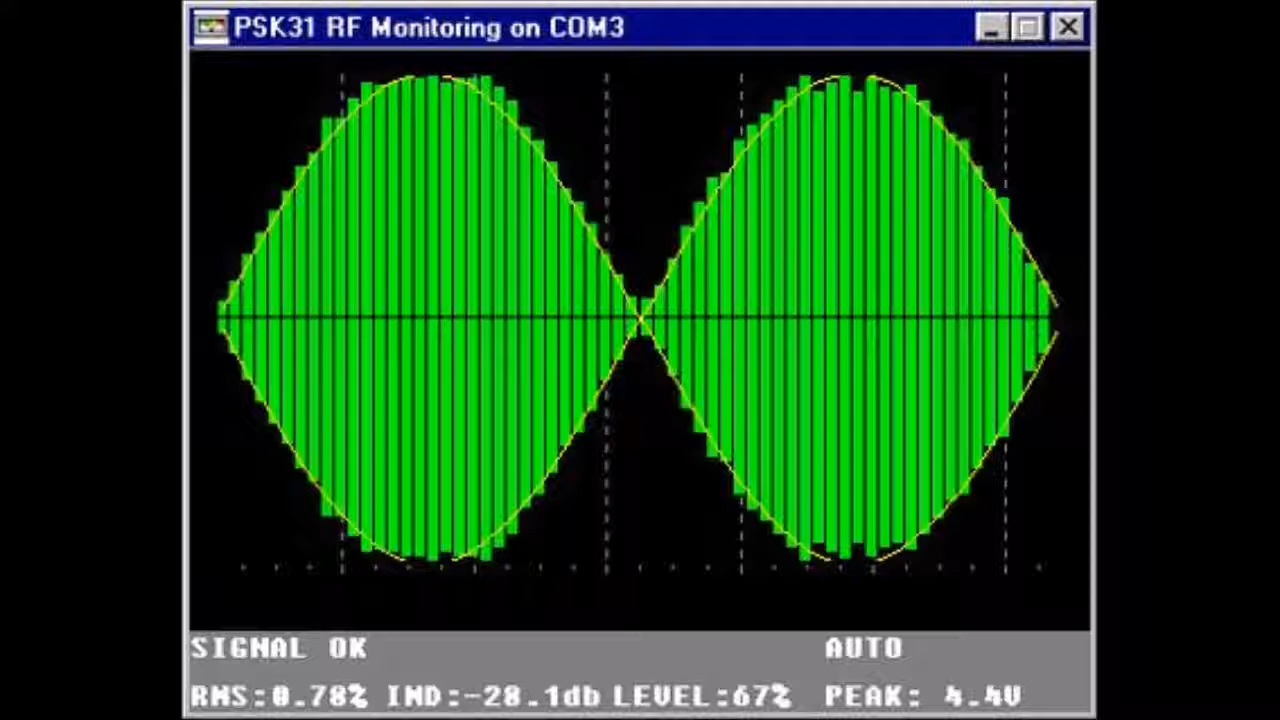 PSK31 RF Monitoring on COM3
SIGNAL OK AUTO
RMS:0.78% IMD:-28.1db LEVEL:67% PEAK: 4.4V